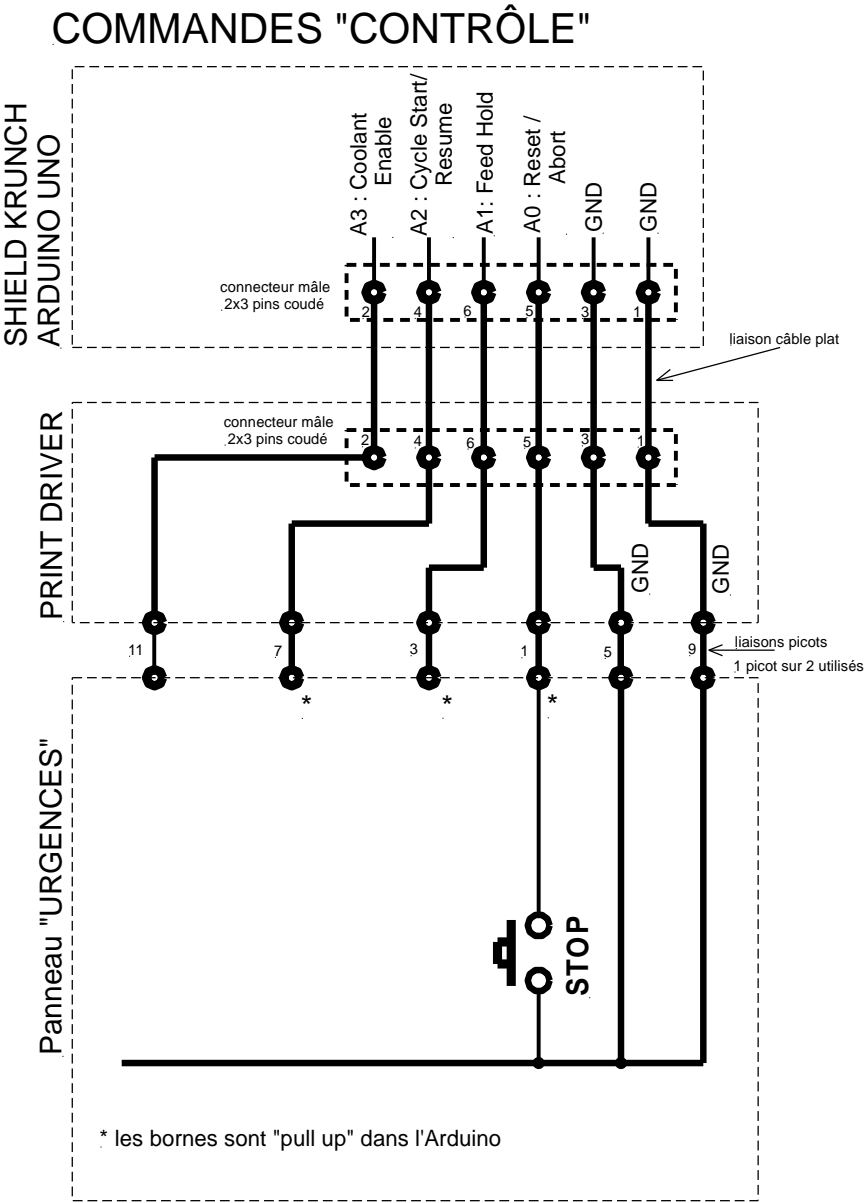 COMMANDES "CONTRÔLE"
SHIELD KRUNCH
ARDUINO UNO
A3 : Coolant
Enable
A2 : Cycle Start/
Resume
A1: Feed Hold
A0 : Reset /
Abort
GND
GND
connecteur mâle
2x3 pins coudé
2
4
6
5
3
1
liaison câble plat
PRINT DRIVER
connecteur mâle
2x3 pins coudé
2
4
6
5
3
1
GND
GND
11
7
3
1
5
9
liaisons picots
1 picot sur 2 utilisés
*
*
*
Panneau "URGENCES"
STOP
* les bornes sont "pull up" dans l'Arduino